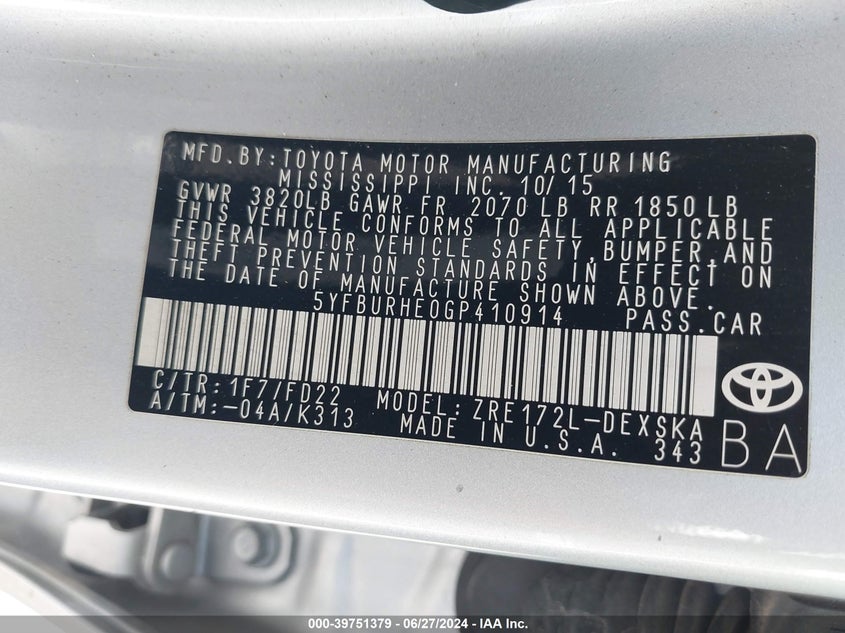 MFD.BY:TOYOTA MOTOR MANUFACTURING
MISSISSIPPI INC. 10/15
GVWR 3820LB GAWR FR 2070 LB RR 1850 LB
THIS VEHICLE CONFORMS TO ALL APPLICABLE
FEDERAL MOTOR VEHICLE SAFETY,BUMPER,AND
THEFT PREVENTION STANDARDS IN EFFECT ON
THE DATE OF MANUFACTURE SHOWN ABOVE.
5YFBURHE0GP410914 PASS.CAR
C/TR:1F7/FD22 MODEL:ZRE172L-DEXSKA
A/TM:-04A/K313 MADE IN U.S.A. 343
BA
000-39751379 - 06/27/2024 - IAA Inc.